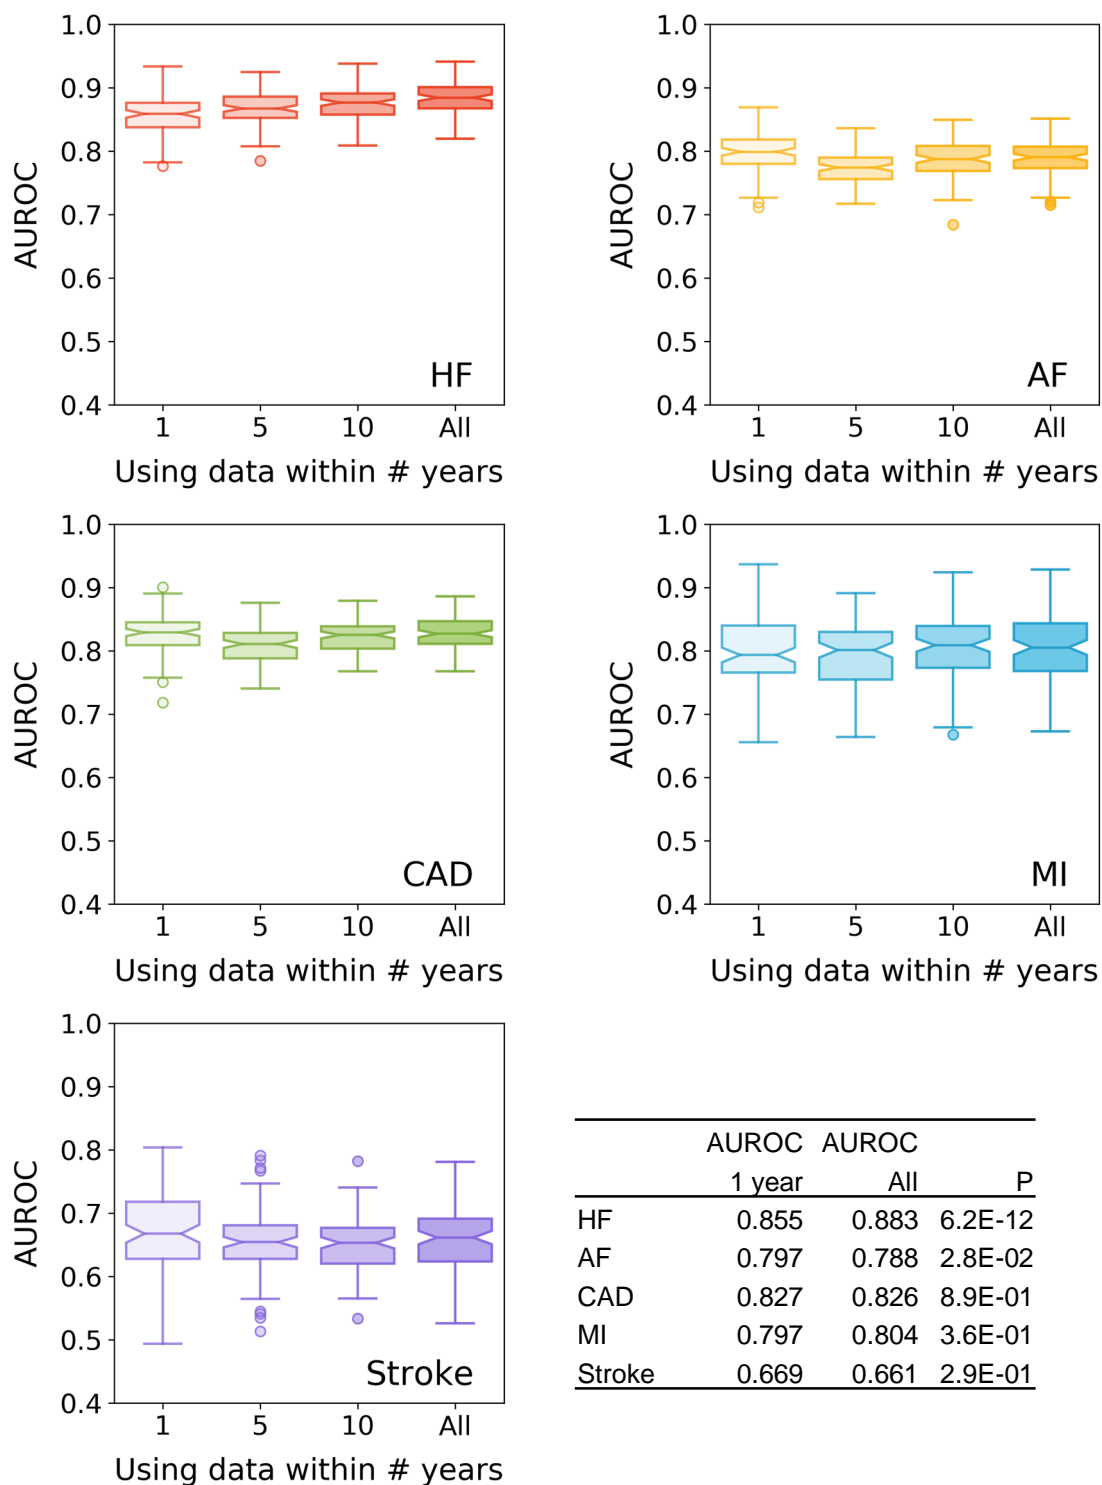 1.0
0.9
0.8
0.7
0.6
0.5
0.4
AUROC
HF
1 5 10 All
Using data within # years
1.0
0.9
0.8
0.7
0.6
0.5
0.4
AUROC
AF
1 5 10 All
Using data within # years
1.0
0.9
0.8
0.7
0.6
0.5
0.4
AUROC
CAD
1 5 10 All
Using data within # years
1.0
0.9
0.8
0.7
0.6
0.5
0.4
AUROC
MI
1 5 10 All
Using data within # years
1.0
0.9
0.8
0.7
0.6
0.5
0.4
AUROC
Stroke
1 5 10 All
Using data within # years
AUROC AUROC
1 year All P
HF 0.855 0.883 6.2E-12
AF 0.797 0.788 2.8E-02
CAD 0.827 0.826 8.9E-01
MI 0.797 0.804 3.6E-01
Stroke 0.669 0.661 2.9E-01